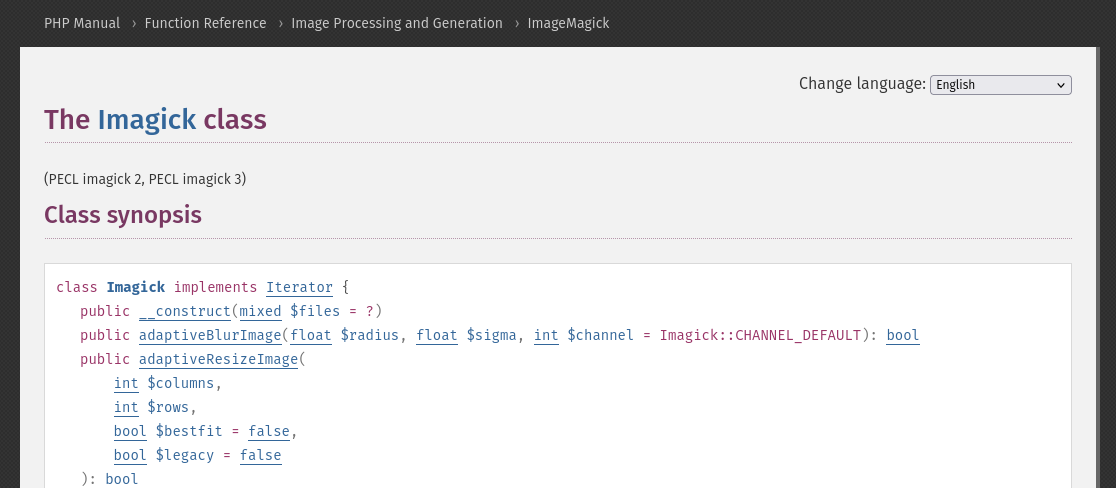 PHP Manual › Function Reference › Image Processing and Generation › ImageMagick
Change language: English
The Imagick class
(PECL imagick 2, PECL imagick 3)
Class synopsis
class Imagick implements Iterator {
public __construct(mixed $files = ?)
public adaptiveBlurImage(float $radius, float $sigma, int $channel = Imagick::CHANNEL_DEFAULT): bool
public adaptiveResizeImage(
int $columns,
int $rows,
bool $bestfit = false,
bool $legacy = false
): bool